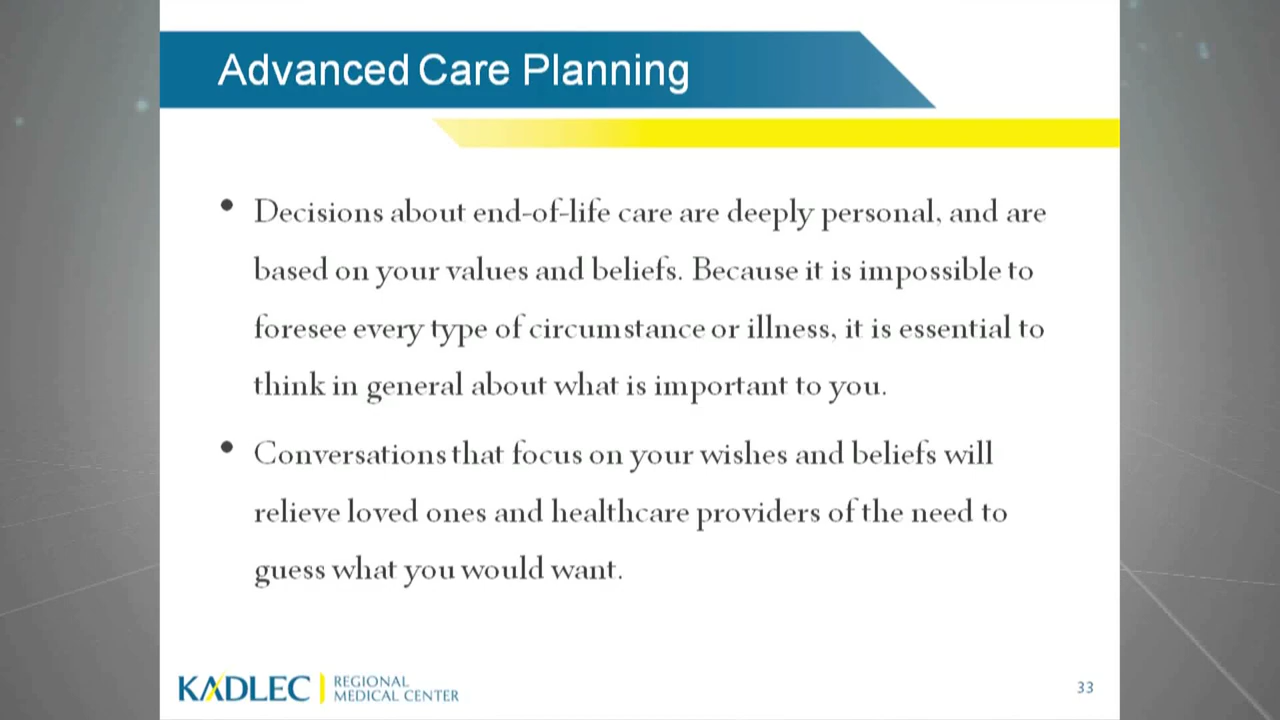 Advanced Care Planning
• Decisions about end-of-life care are deeply personal, and are
based on your values and beliefs. Because it is impossible to
foresee every type of circumstance or illness, it is essential to
think in general about what is important to you.
• Conversations that focus on your wishes and beliefs will
relieve loved ones and healthcare providers of the need to
guess what you would want.
KADLEC REGIONAL
MEDICAL CENTER
33